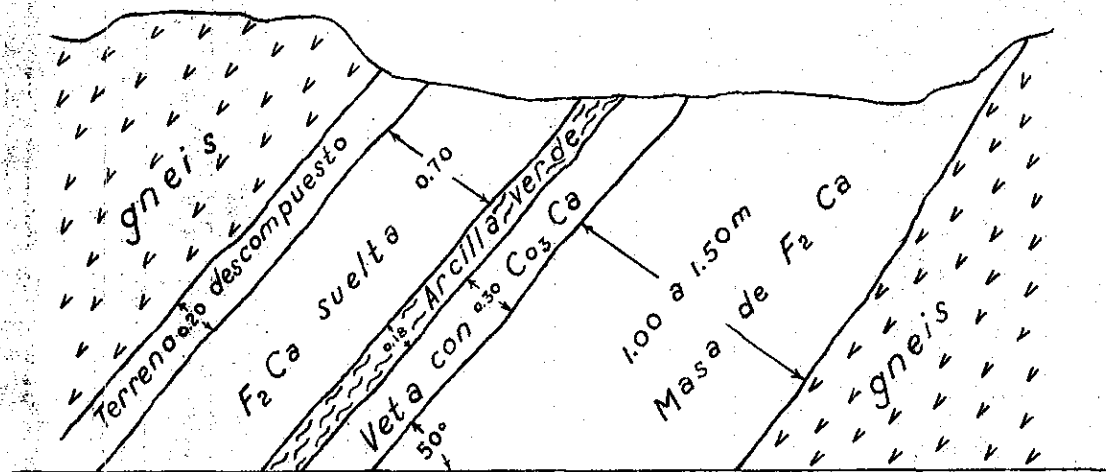 gneis
Terreno descompuesto
0.20
F₂ Ca suelta
0.70
Arcilla verde
0.18
Veta con Co₃ Ca
0.30
50°
1.00 a 1.50m
Masa de F₂ Ca
gneis